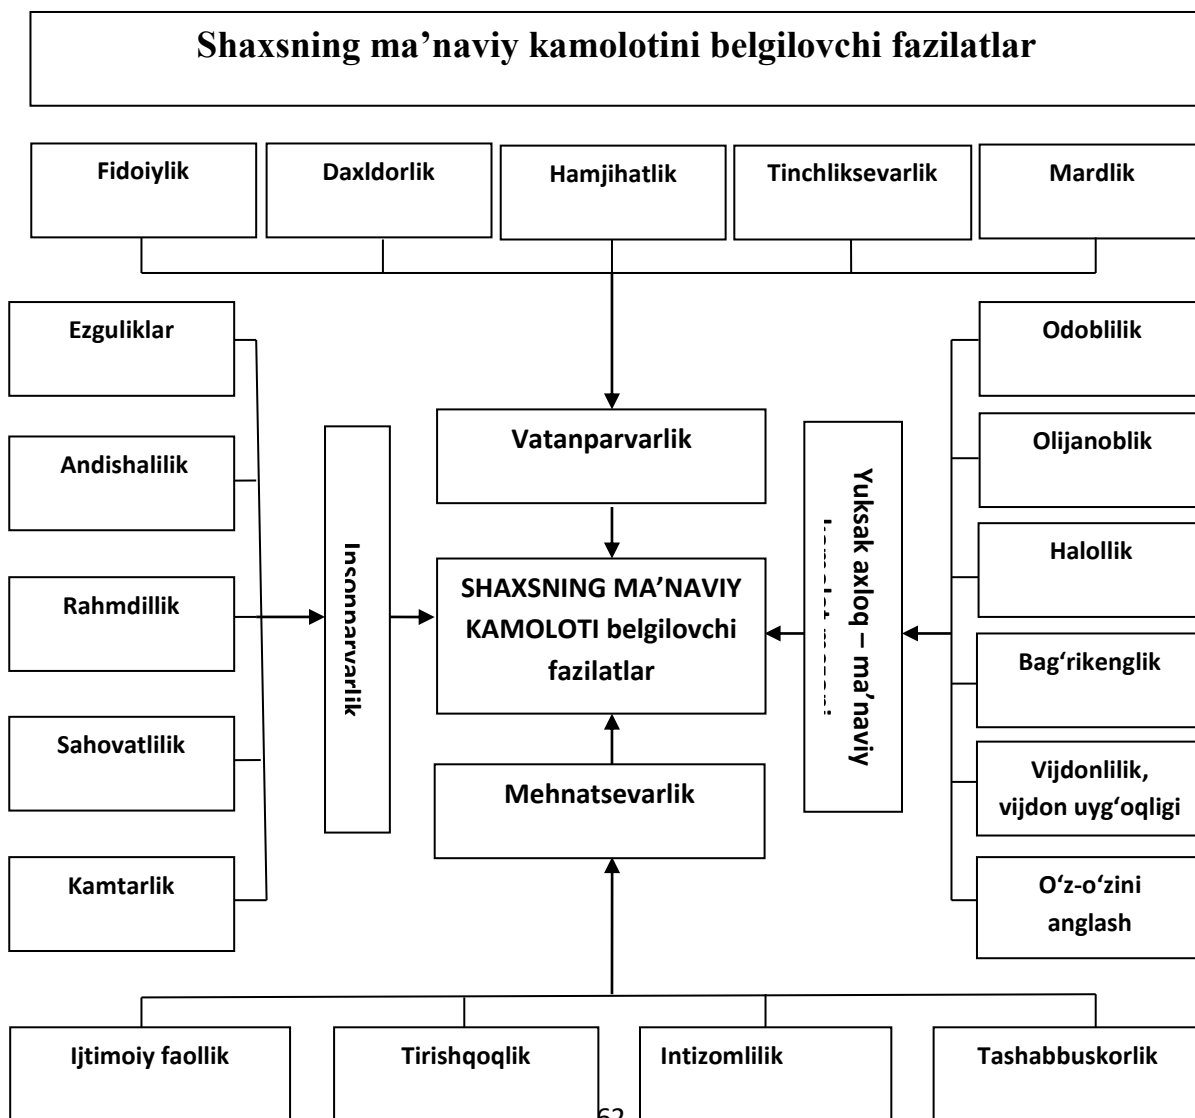 Shaxsning ma’naviy kamolotini belgilovchi fazilatlar
Fidoiylik
Daxldorlik
Hamjihatlik
Tinchliksevarlik
Mardlik
Ezguliklar
Andishalilik
Rahmdillik
Sahovatlilik
Kamtarlik
Insonparvarlik
Vatanparvarlik
SHAXSNING MA’NAVIY
KAMOLOTI belgilovchi
fazilatlar
Mehnatsevarlik
Yuksak axloq – ma’naviy
Odoblilik
Olijanoblik
Halollik
Bag‘rikenglik
Vijdonlilik,
vijdon uyg‘oqligi
O‘z-o‘zini
anglash
Ijtimoiy faollik
Tirishqoqlik
Intizomlilik
Tashabbuskorlik
62